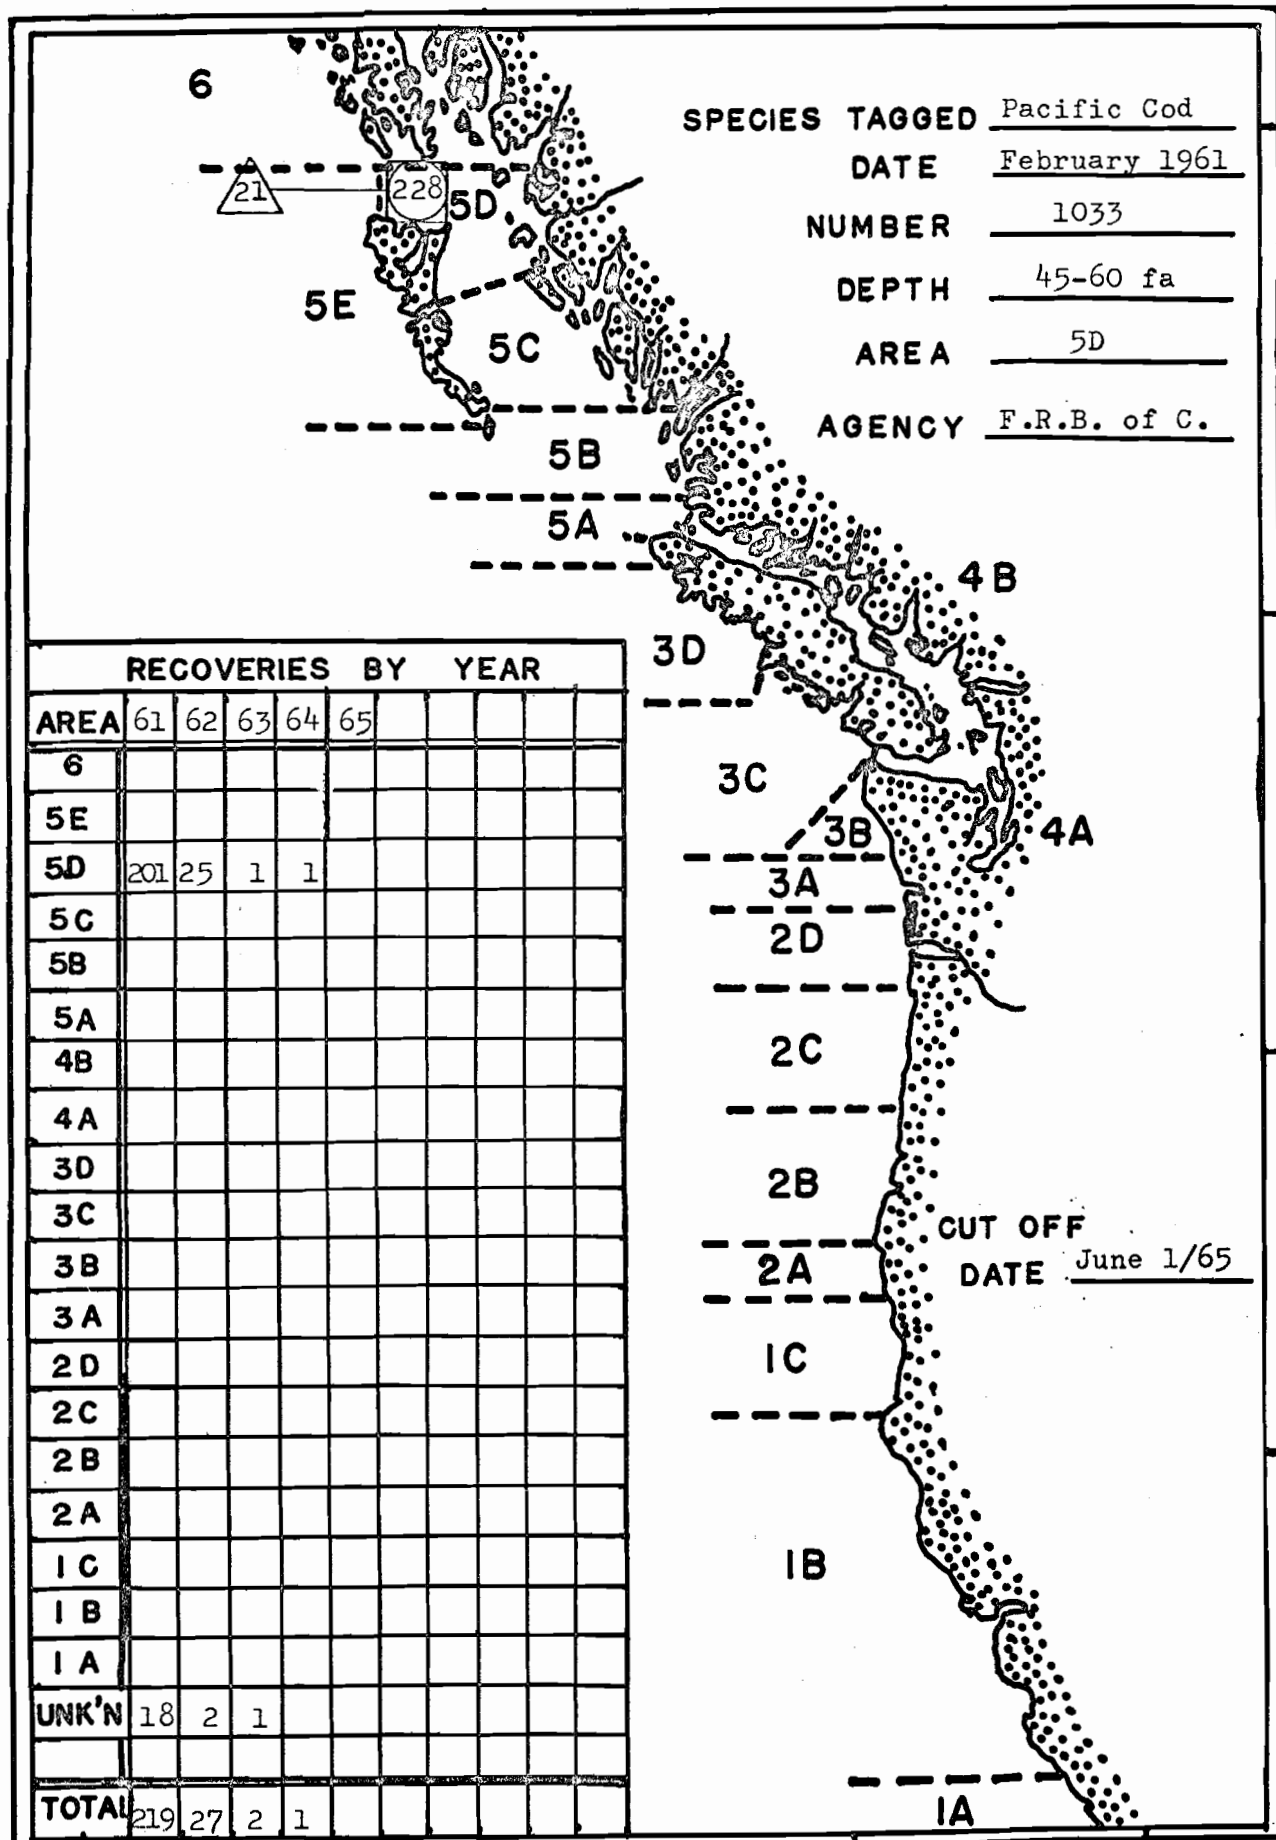 6
SPECIES TAGGED Pacific Cod
DATE February 1961
21 228 5D
NUMBER 1033
5E
DEPTH 45-60 fa
5C
AREA 5D
AGENCY F.R.B. of C.
5B
5A
4B
3D
3C
3B
4A
3A
2D
2C
2B
CUT OFF
DATE June 1/65
2A
1C
1B
1A
RECOVERIES BY YEAR
AREA 61 62 63 64 65
6
5E
5D 201 25 1 1
5C
5B
5A
4B
4A
3D
3C
3B
3A
2D
2C
2B
2A
1C
1B
1A
UNK'N 18 2 1
TOTAL 219 27 2 1